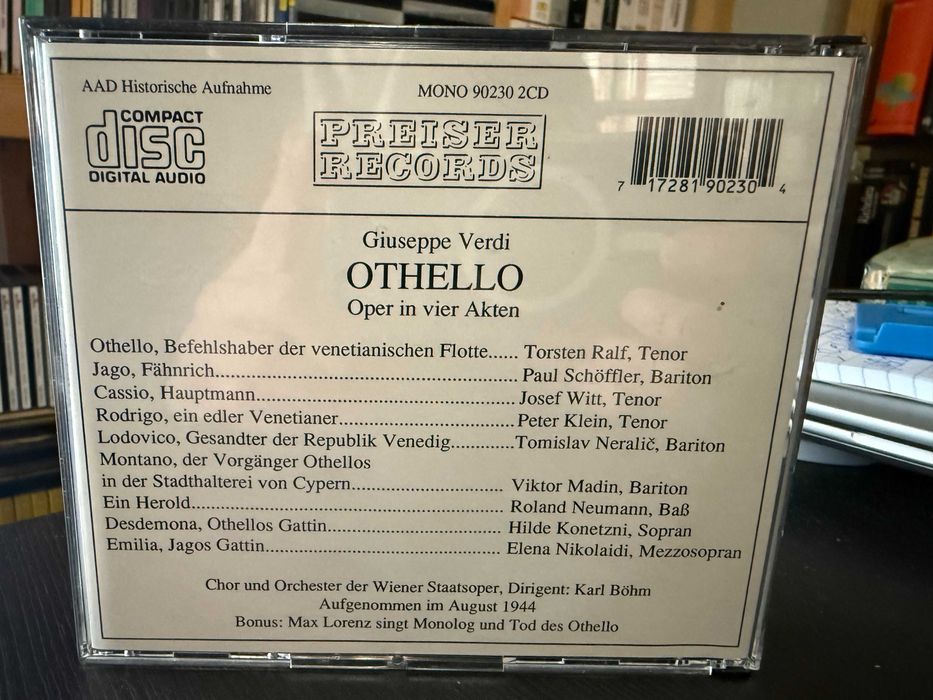 AAD Historische Aufnahme
MONO 90230 2CD
COMPACT
disc
DIGITAL AUDIO
PREISER
RECORDS
7 17281 90230 4
Giuseppe Verdi
OTHELLO
Oper in vier Akten
Othello, Befehlshaber der venetianischen Flotte...... Torsten Ralf, Tenor
Jago, Fähnrich.................................................... Paul Schöffler, Bariton
Cassio, Hauptmann............................................ Josef Witt, Tenor
Rodrigo, ein edler Venetianer.............................. Peter Klein, Tenor
Lodovico, Gesandter der Republik Venedig........... Tomislav Neralič, Bariton
Montano, der Vorgänger Othellos
in der Stadthalterei von Cypern.......................... Viktor Madin, Bariton
Ein Herold..................................................... Roland Neumann, Baß
Desdemona, Othellos Gattin.............................. Hilde Konetzni, Sopran
Emilia, Jagos Gattin........................................ Elena Nikolaidi, Mezzosopran
Chor und Orchester der Wiener Staatsoper, Dirigent: Karl Böhm
Aufgenommen im August 1944
Bonus: Max Lorenz singt Monolog und Tod des Othello